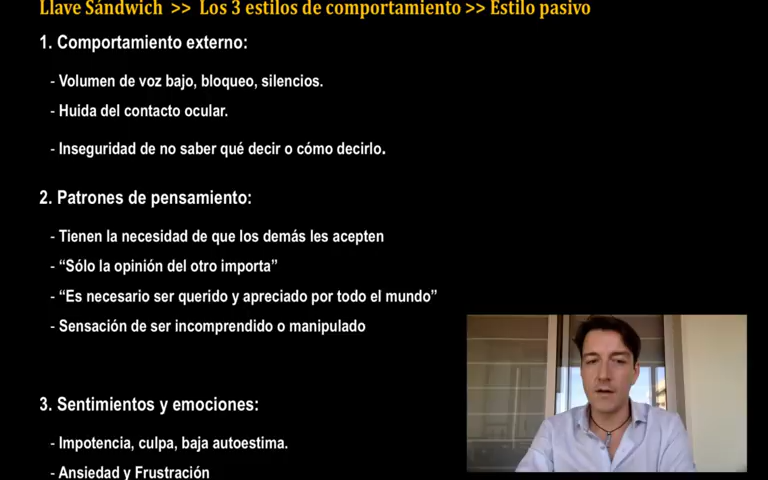 Llave Sándwich >> Los 3 estilos de comportamiento >> Estilo pasivo
1. Comportamiento externo:
- Volumen de voz bajo, bloqueo, silencios.
- Huida del contacto ocular.
- Inseguridad de no saber qué decir o cómo decirlo.
2. Patrones de pensamiento:
- Tienen la necesidad de que los demás les acepten
- “Sólo la opinión del otro importa”
- “Es necesario ser querido y apreciado por todo el mundo”
- Sensación de ser incomprendido o manipulado
3. Sentimientos y emociones:
- Impotencia, culpa, baja autoestima.
- Ansiedad y Frustración